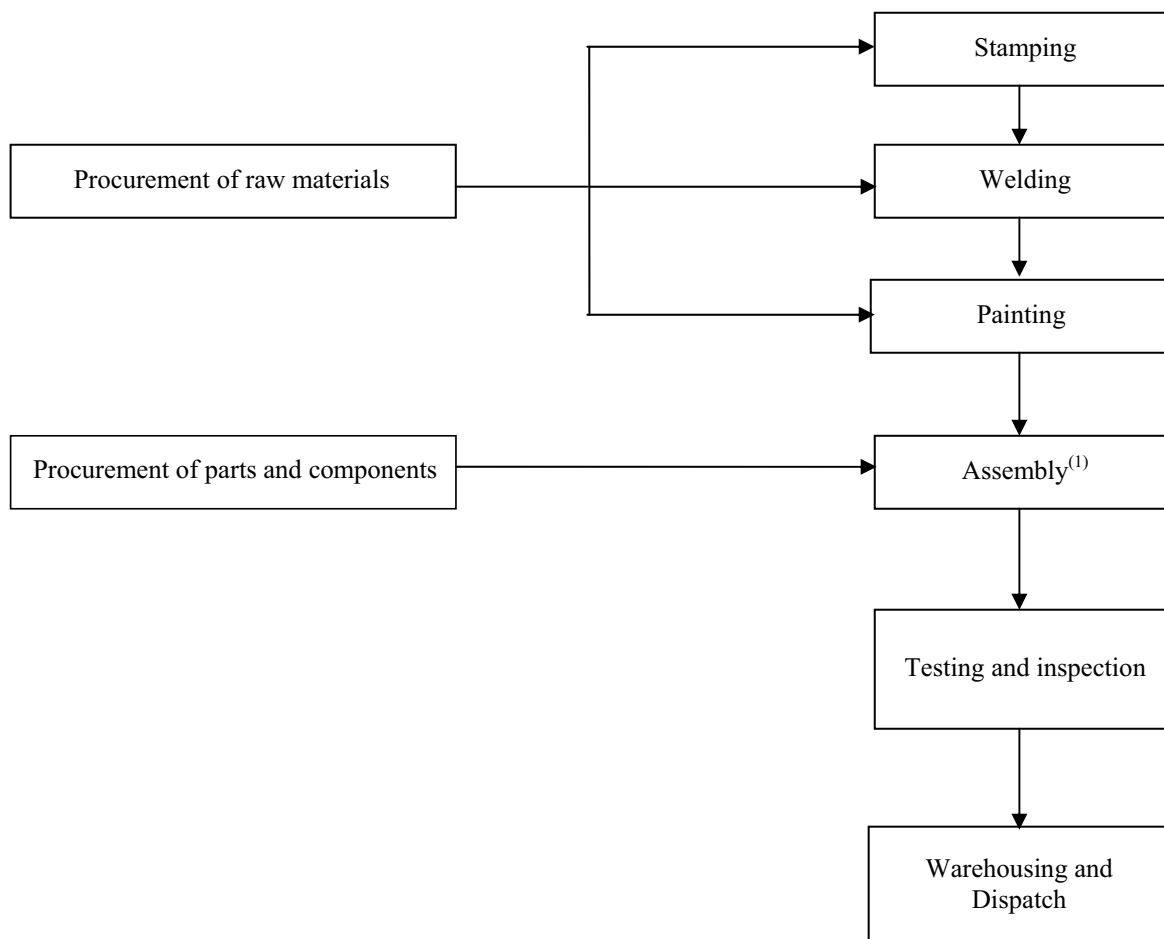 Stamping
Procurement of raw materials
Welding
Painting
Procurement of parts and components
Assembly(1)
Testing and inspection
Warehousing and
Dispatch